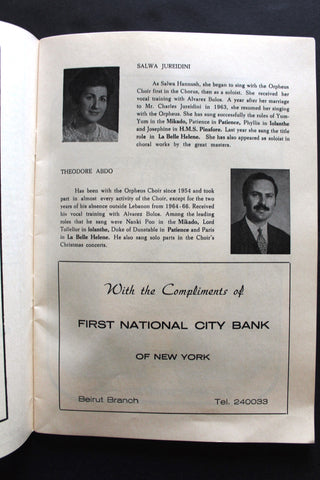 SALWA JUREIDINI
As Salwa Hannush, she began to sing with the Orpheus
Choir first in the Chorus, then as a soloist. She received her
vocal training with Alvarez Bolos. A year after her marriage
to Mr. Charles Jureidini in 1963, she resumed her singing
with the Orpheus. She has sung successfully the roles of Yum-
Yum in the Mikado, Patience in Patience, Phyllis in Iolanthe
and Josephine in H.M.S. Pinafore. Last year she sung the title
role in La Belle Helene. She has also appeared as soloist in
choral works by the great masters.
THEODORE ABDO
Has been with the Orpheus Choir since 1954 and took
part in almost every activity of the Choir, except for the two
years of his absence outside Lebanon from 1964-66. Received
his vocal training with Alvarez Bolos. Among the leading
roles that he sang were Nanki Poo in the Mikado, Lord
Tollollur in Iolantho, Duke of Dunstable in Patience and Paris
in La Belle Helene. He also sang solo parts in the Choir's
Christmas concerts.
With the Compliments of
FIRST NATIONAL CITY BANK
OF NEW YORK
Beirut Branch Tel. 240033